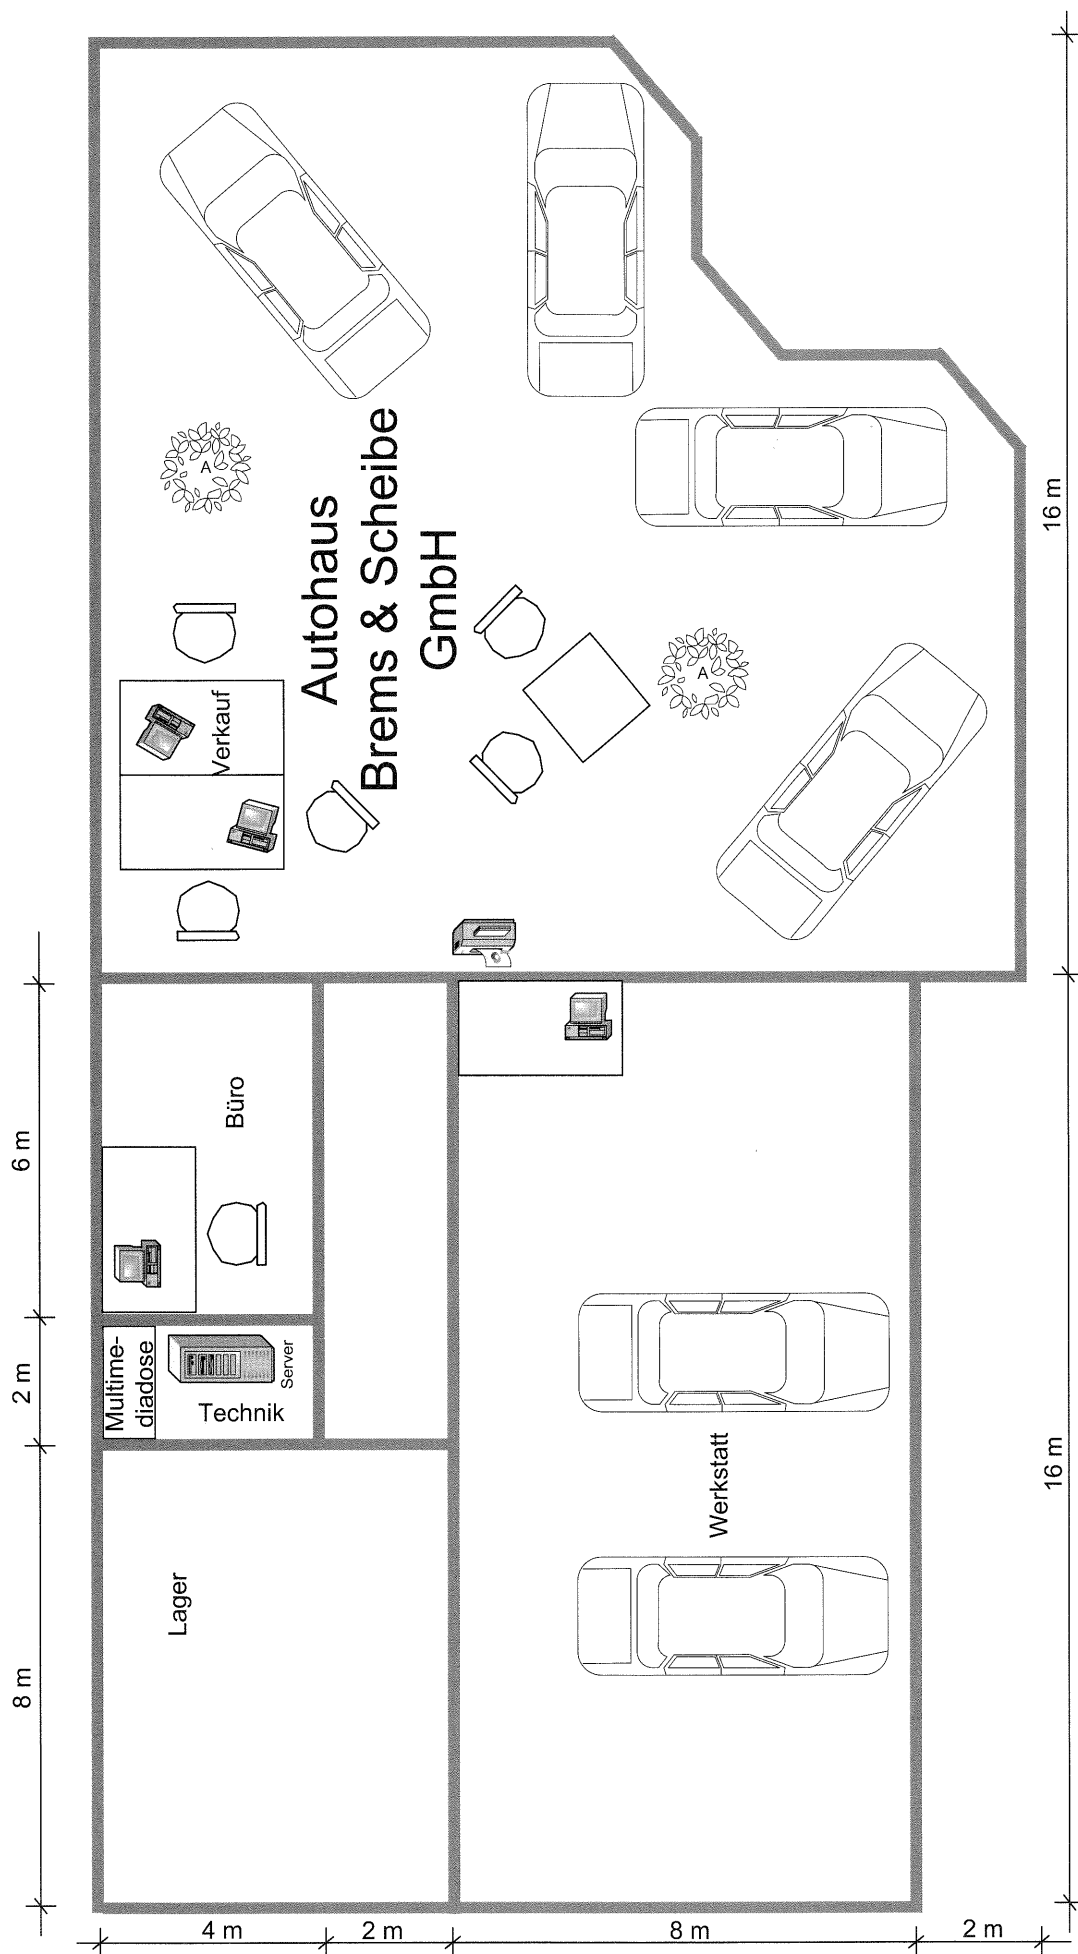 A
Autohaus
Brems & Scheibe
GmbH
16 m
A
Verkauf
Büro
6 m
Multime-
diadose
Server
Technik
2 m
Werkstatt
16 m
Lager
8 m
4 m
2 m
8 m
2 m